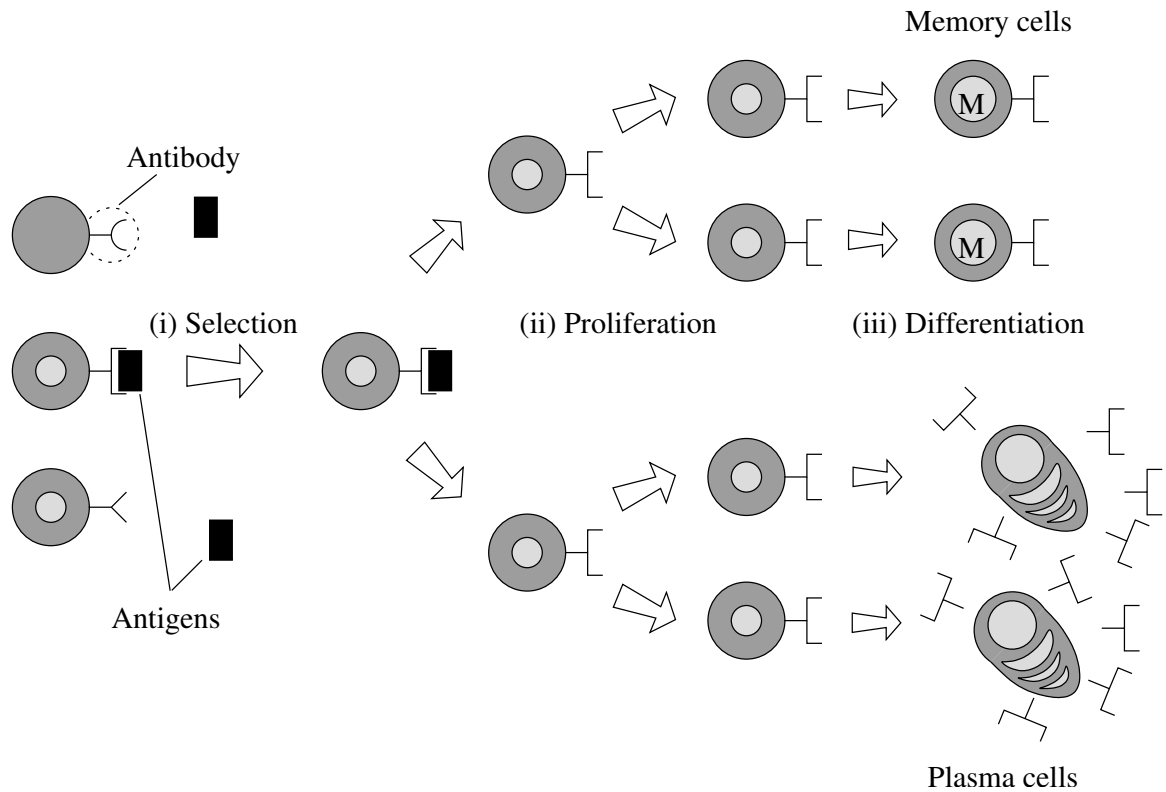 Memory cells
M
Antibody
M
(i) Selection
(ii) Proliferation
(iii) Differentiation
Antigens
Plasma cells